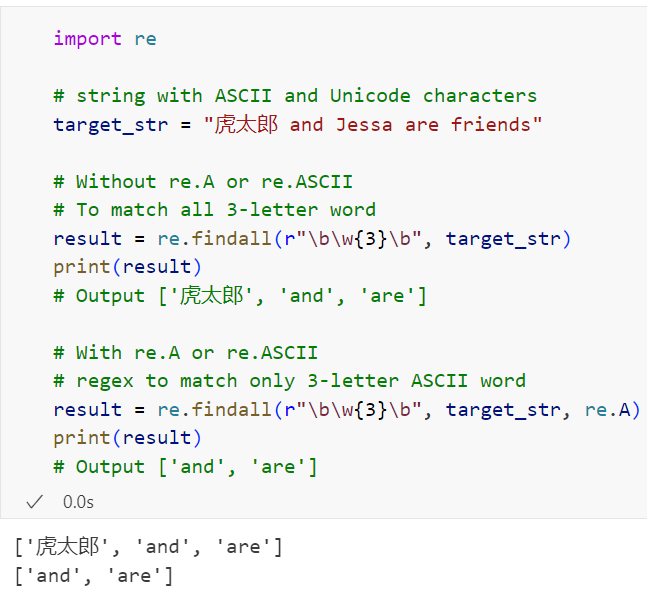 import re
# string with ASCII and Unicode characters
target_str = "虎太郎 and Jessa are friends"
# Without re.A or re.ASCII
# To match all 3-letter word
result = re.findall(r"\b\w{3}\b", target_str)
print(result)
# Output ['虎太郎', 'and', 'are']
# With re.A or re.ASCII
# regex to match only 3-letter ASCII word
result = re.findall(r"\b\w{3}\b", target_str, re.A)
print(result)
# Output ['and', 'are']
0.0s
['虎太郎', 'and', 'are']
['and', 'are']